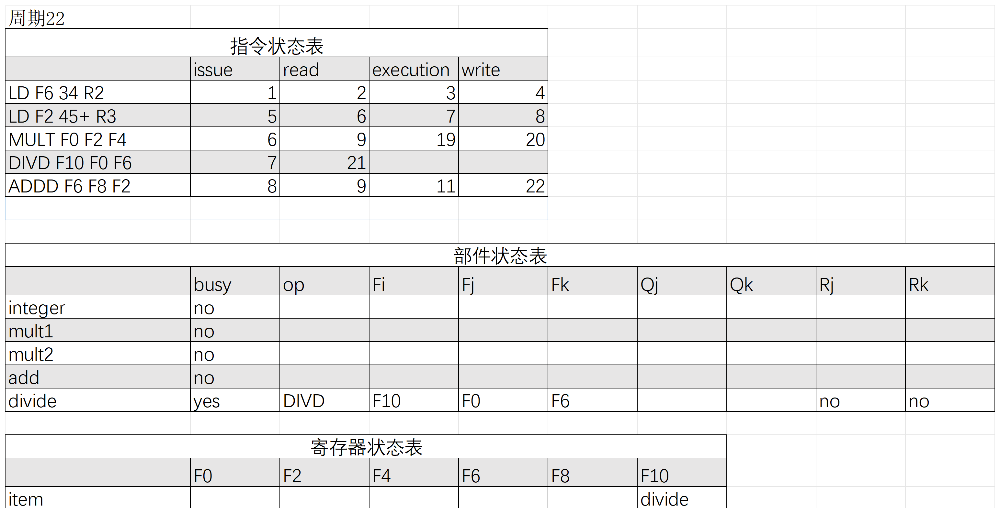 周期22
指令状态表
issue read execution write
LD F6 34 R2 1 2 3 4
LD F2 45+ R3 5 6 7 8
MULT F0 F2 F4 6 9 19 20
DIVD F10 F0 F6 7 21
ADDD F6 F8 F2 8 9 11 22
部件状态表
busy op Fi Fj Fk Qj Qk Rj Rk
integer no
mult1 no
mult2 no
add no
divide yes DIVD F10 F0 F6 no no
寄存器状态表
F0 F2 F4 F6 F8 F10
item divide